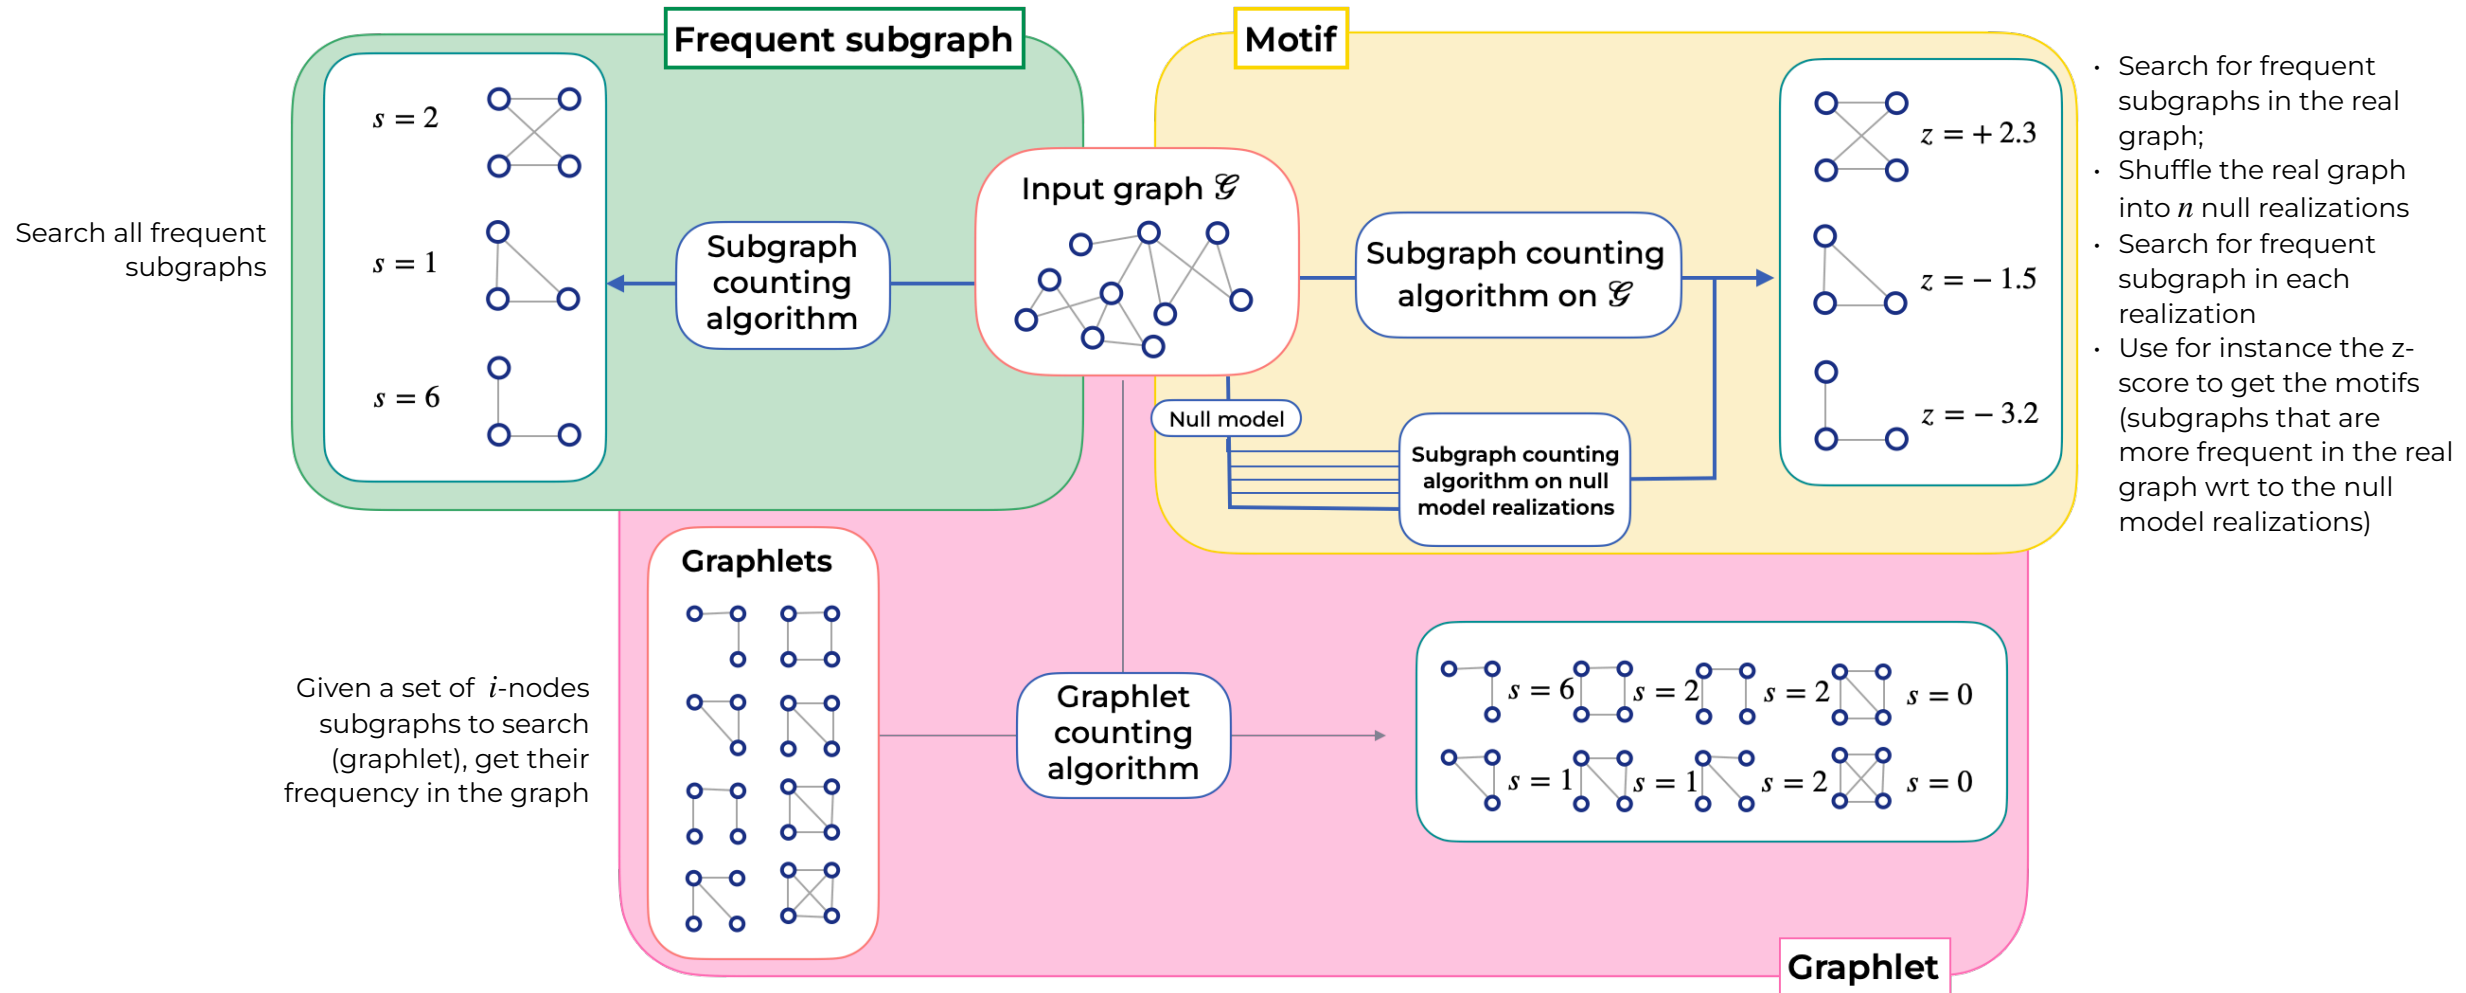 Frequent subgraph
Motif
s = 2
s = 1
s = 6
Search all frequent
subgraphs
Subgraph
counting
algorithm
Input graph 𝒢
Subgraph counting
algorithm on 𝒢
Null model
Subgraph counting
algorithm on null
model realizations
z = + 2.3
z = − 1.5
z = − 3.2
• Search for frequent
subgraphs in the real
graph;
• Shuffle the real graph
into n null realizations
• Search for frequent
subgraph in each
realization
• Use for instance the z-
score to get the motifs
(subgraphs that are
more frequent in the real
graph wrt to the null
model realizations)
Graphlets
Given a set of i-nodes
subgraphs to search
(graphlet), get their
frequency in the graph
Graphlet
counting
algorithm
s = 6 s = 2 s = 2 s = 0
s = 1 s = 1 s = 2 s = 0
Graphlet